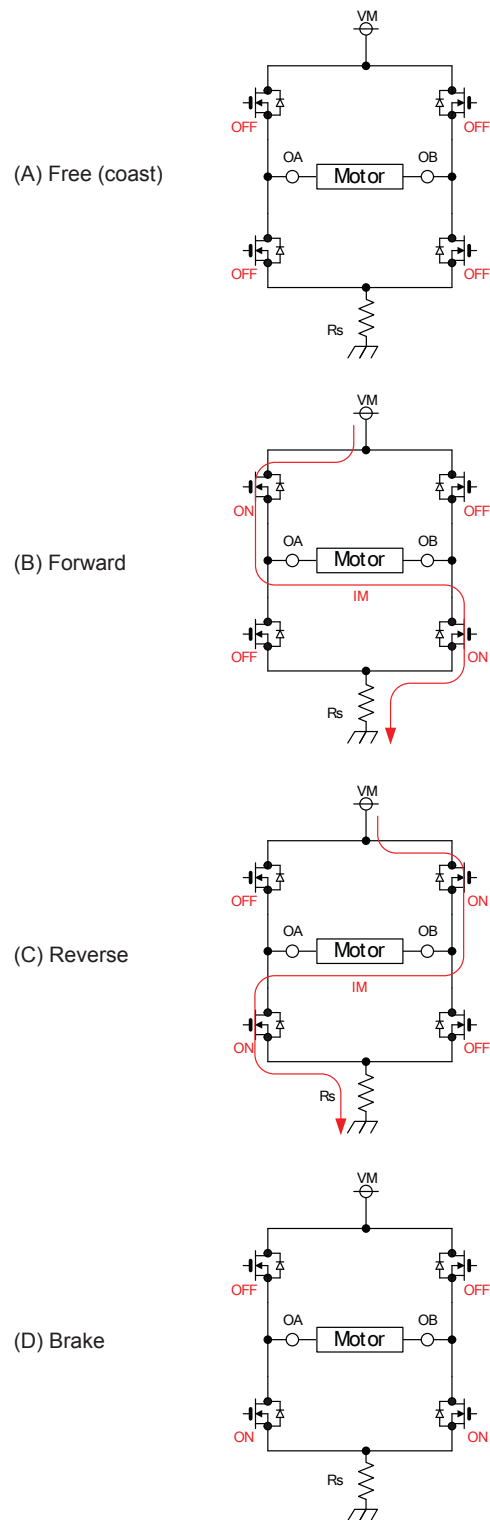 VM
OFF OFF
OA OB
(A) Free (coast)
Motor
OFF OFF
Rs
VM
ON OFF
OA OB
(B) Forward
Motor
IM
OFF ON
Rs
VM
OFF ON
OA OB
(C) Reverse
Motor
IM
ON OFF
Rs
VM
OFF OFF
OA OB
(D) Brake
Motor
ON ON
Rs